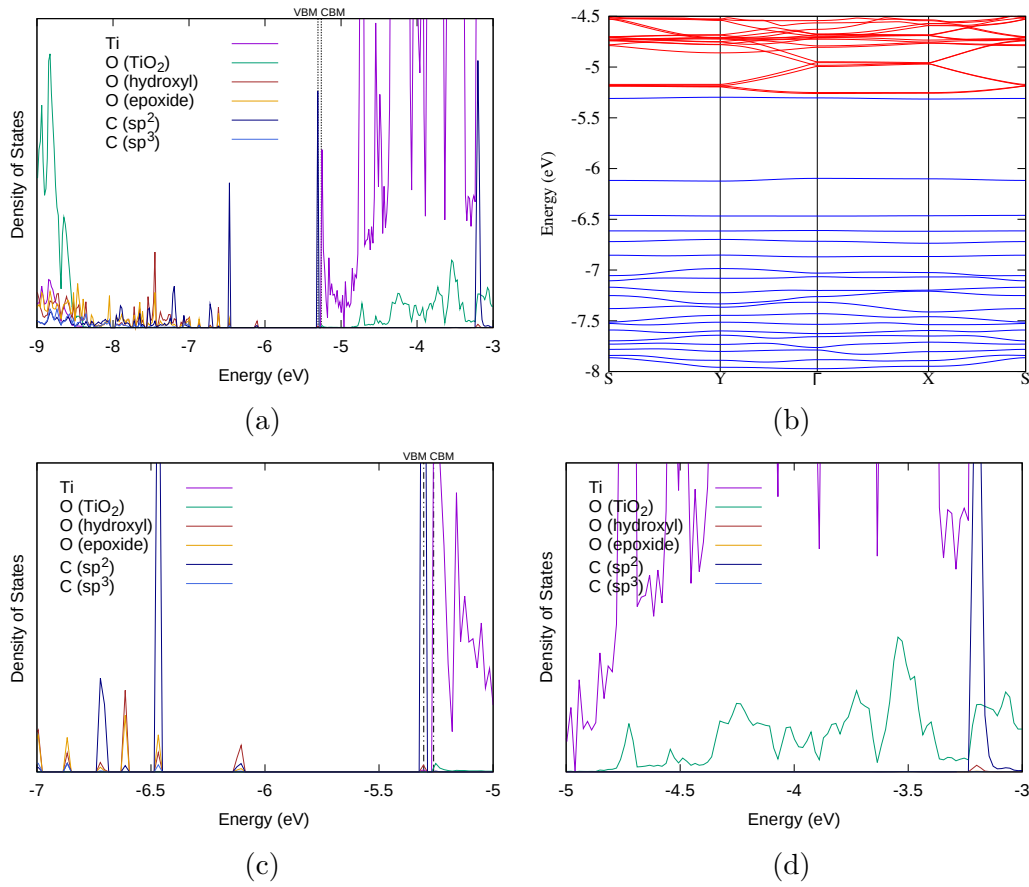 VBM CBM
Ti
O (TiO2)
O (hydroxyl)
O (epoxide)
C (sp2)
C (sp3)
Density of States
-9 -8 -7 -6 -5 -4 -3
Energy (eV)
(a)
-4.5
-5
-5.5
-6
-6.5
-7
-7.5
-8
Energy (eV)
S Y Γ X S
(b)
VBM CBM
Ti
O (TiO2)
O (hydroxyl)
O (epoxide)
C (sp2)
C (sp3)
Density of States
-7 -6.5 -6 -5.5 -5
Energy (eV)
(c)
Ti
O (TiO2)
O (hydroxyl)
O (epoxide)
C (sp2)
C (sp3)
Density of States
-5 -4.5 -4 -3.5 -3
Energy (eV)
(d)